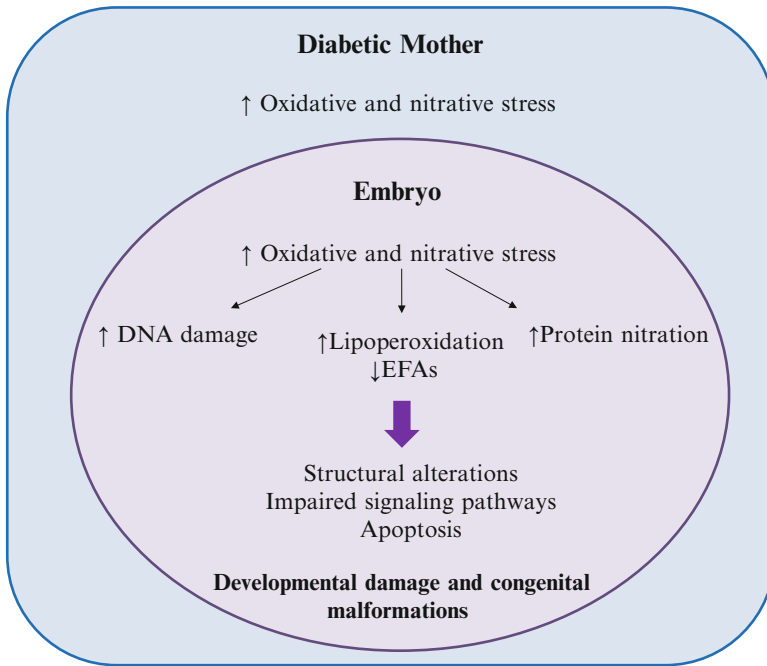 Diabetic Mother
↑ Oxidative and nitrative stress
Embryo
↑ Oxidative and nitrative stress
↑ DNA damage
↑Lipoperoxidation
↓EFAs
↑Protein nitration
Structural alterations
Impaired signaling pathways
Apoptosis
Developmental damage and congenital
malformations